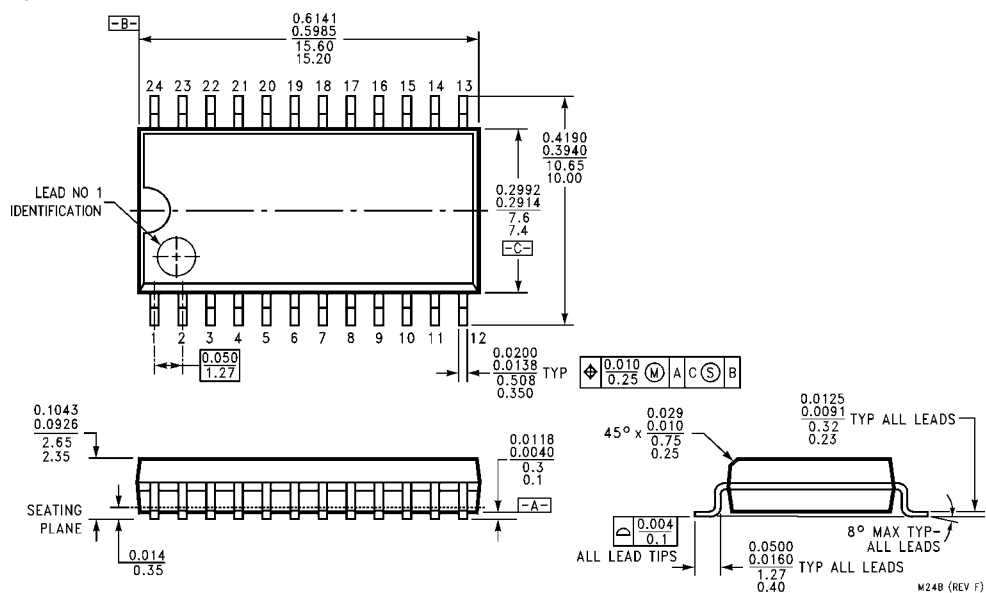 -B-
0.6141
0.5985
15.60
15.20
24 23 22 21 20 19 18 17 16 15 14 13
LEAD NO 1
IDENTIFICATION
0.2992
0.2914
7.6
7.4
-C-
0.4190
0.3940
10.65
10.00
1 2 3 4 5 6 7 8 9 10 11 12
0.050
1.27
0.0200
0.0138
0.508
0.350
TYP
0.010
0.25
M A C S B
0.1043
0.0926
2.65
2.35
SEATING
PLANE
0.014
0.35
0.0118
0.0040
0.3
0.1
-A-
45° x
0.029
0.010
0.75
0.25
0.0125
0.0091
0.32
0.23
TYP ALL LEADS
0.004
0.1
ALL LEAD TIPS
0.0500
0.0160
1.27
0.40
TYP ALL LEADS
8° MAX TYP-
ALL LEADS
M24B (REV F)